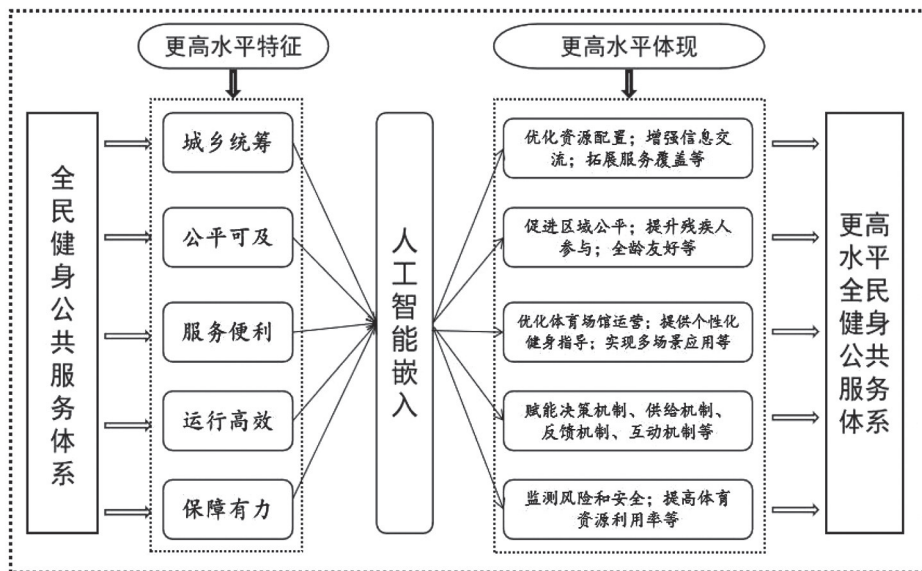 更高水平特征
更高水平体现
全民健身公共服务体系
城乡统筹
公平可及
服务便利
运行高效
保障有力
人工智能嵌入
优化资源配置；增强信息交
流；拓展服务覆盖等
促进区域公平；提升残疾人
参与；全龄友好等
优化体育场馆运营；提供个性化
健身指导；实现多场景应用等
赋能决策机制、供给机制、
反馈机制、互动机制等
监测风险和安全；提高体育
资源利用率等
更高
水平
全民
健身
公共
服务
体系